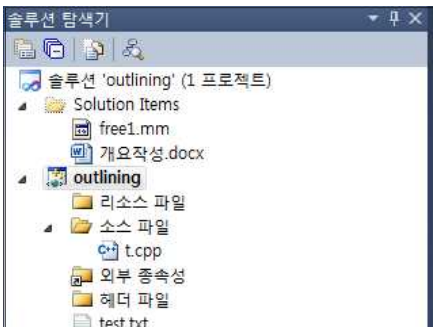 솔루션 탐색기
솔루션 'outlining' (1 프로젝트)
Solution Items
free1.mm
개요작성.docx
outlining
리소스 파일
소스 파일
t.cpp
외부 종속성
헤더 파일
test.txt